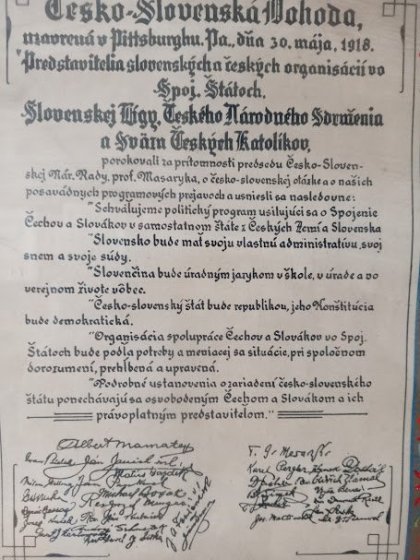 Česko-Slovenská Dohoda,
uzavrená v Pittsburghu, Pa., dňa 30. mája, 1918.
Predstavitelia slovenských a českých organisácií vo
Spoj. Štátoch.
Slovenskej Ligy, Českého Národného Sdruženia
a Sväzu Českých Katolíkov,
porokovali za prítomnosti predsedu Česko-Sloven-
skej Nár. Rady, prof. Masaryka, o česko-slovenskej otázke a o našich
posavádnych programových prejavoch a usniesli sa nasledovne:
"Schvaľujeme politický program usilujúci sa o Spojenie
Čechov a Slovákov v samostatnom štáte z Českých Zemí a Slovenska
"Slovensko bude mať svoju vlastnú administratívu, svoj
snem a svoje súdy.
"Slovenčina bude úradným jazykom v škole, v úrade a vo
verejnom živote vôbec.
"Česko-slovenský štát bude republikou, jeho Konštitúcia
bude demokratická.
"Organisácia spolupráce Čechov a Slovákov vo Spoj.
Štátoch bude podľa potreby a meniacej sa situácie, pri spoločnom
dorozumení, prehĺbená a upravená.
"Podrobné ustanovenia o zariadení česko-slovenského
štátu ponechávajú sa osvobodeným Čechom a Slovákom a ich
právoplatným predstaviteľom."
Albert Mamatey
T. G. Masaryk